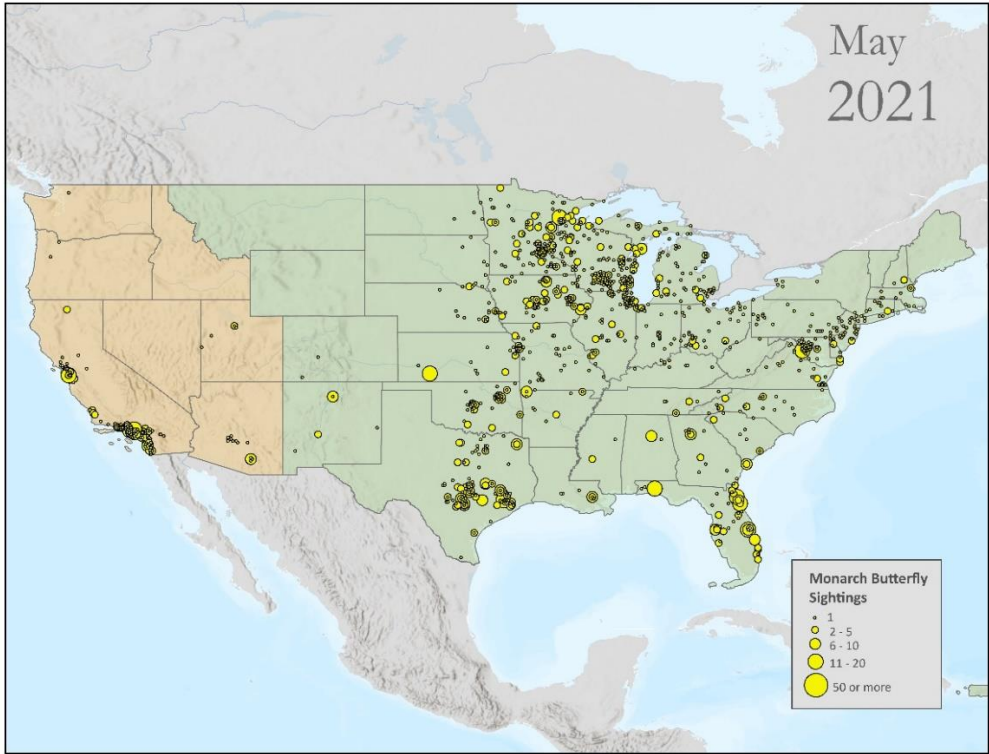 May
2021
Monarch Butterfly
Sightings
1
2 - 5
6 - 10
11 - 20
50 or more